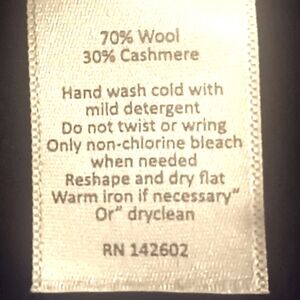 70% Wool
30% Cashmere
Hand wash cold with
mild detergent
Do not twist or wring
Only non-chlorine bleach
when needed
Reshape and dry flat
Warm iron if necessary”
Or” dryclean
RN 142602